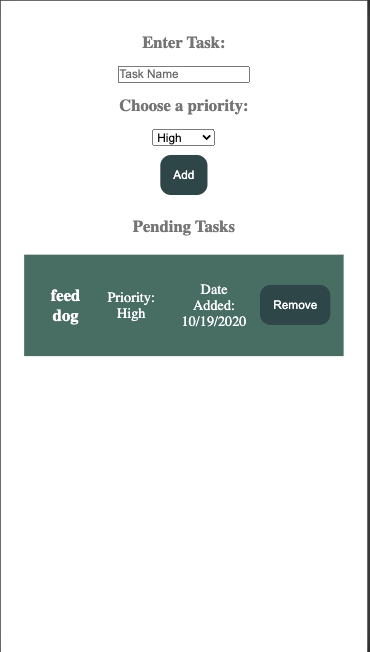 Enter Task:
Task Name
Choose a priority:
High
Add
Pending Tasks
feed
dog
Priority:
High
Date
Added:
10/19/2020
Remove